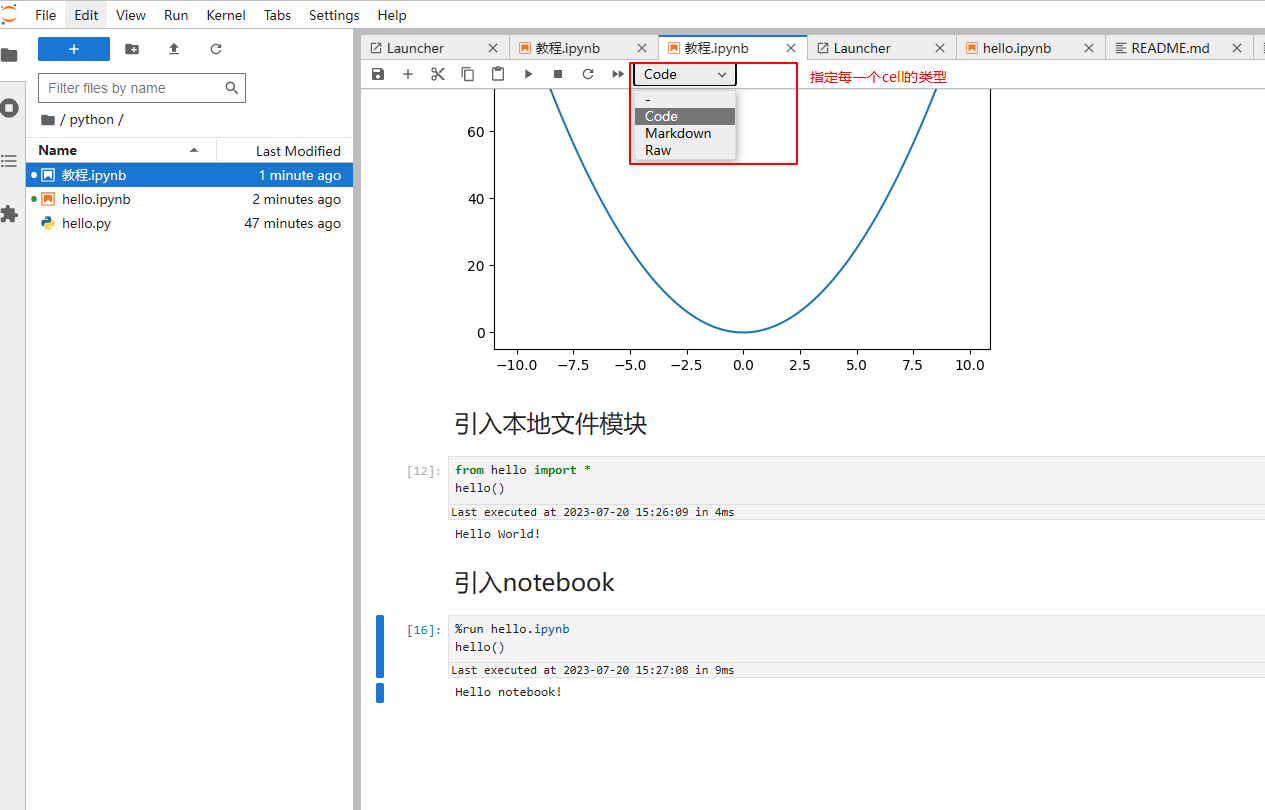 File Edit View Run Kernel Tabs Settings Help
Launcher 教程.ipynb 教程.ipynb Launcher hello.ipynb README.md
Code
指定每一个cell的类型
-
Code
Markdown
Raw
Filter files by name
/ python /
Name Last Modified
教程.ipynb 1 minute ago
hello.ipynb 2 minutes ago
hello.py 47 minutes ago
60
40
20
0
−10.0 −7.5 −5.0 −2.5 0.0 2.5 5.0 7.5 10.0
引入本地文件模块
[12]: from hello import *
hello()
Last executed at 2023-07-20 15:26:09 in 4ms
Hello World!
引入notebook
[16]: %run hello.ipynb
hello()
Last executed at 2023-07-20 15:27:08 in 9ms
Hello notebook!